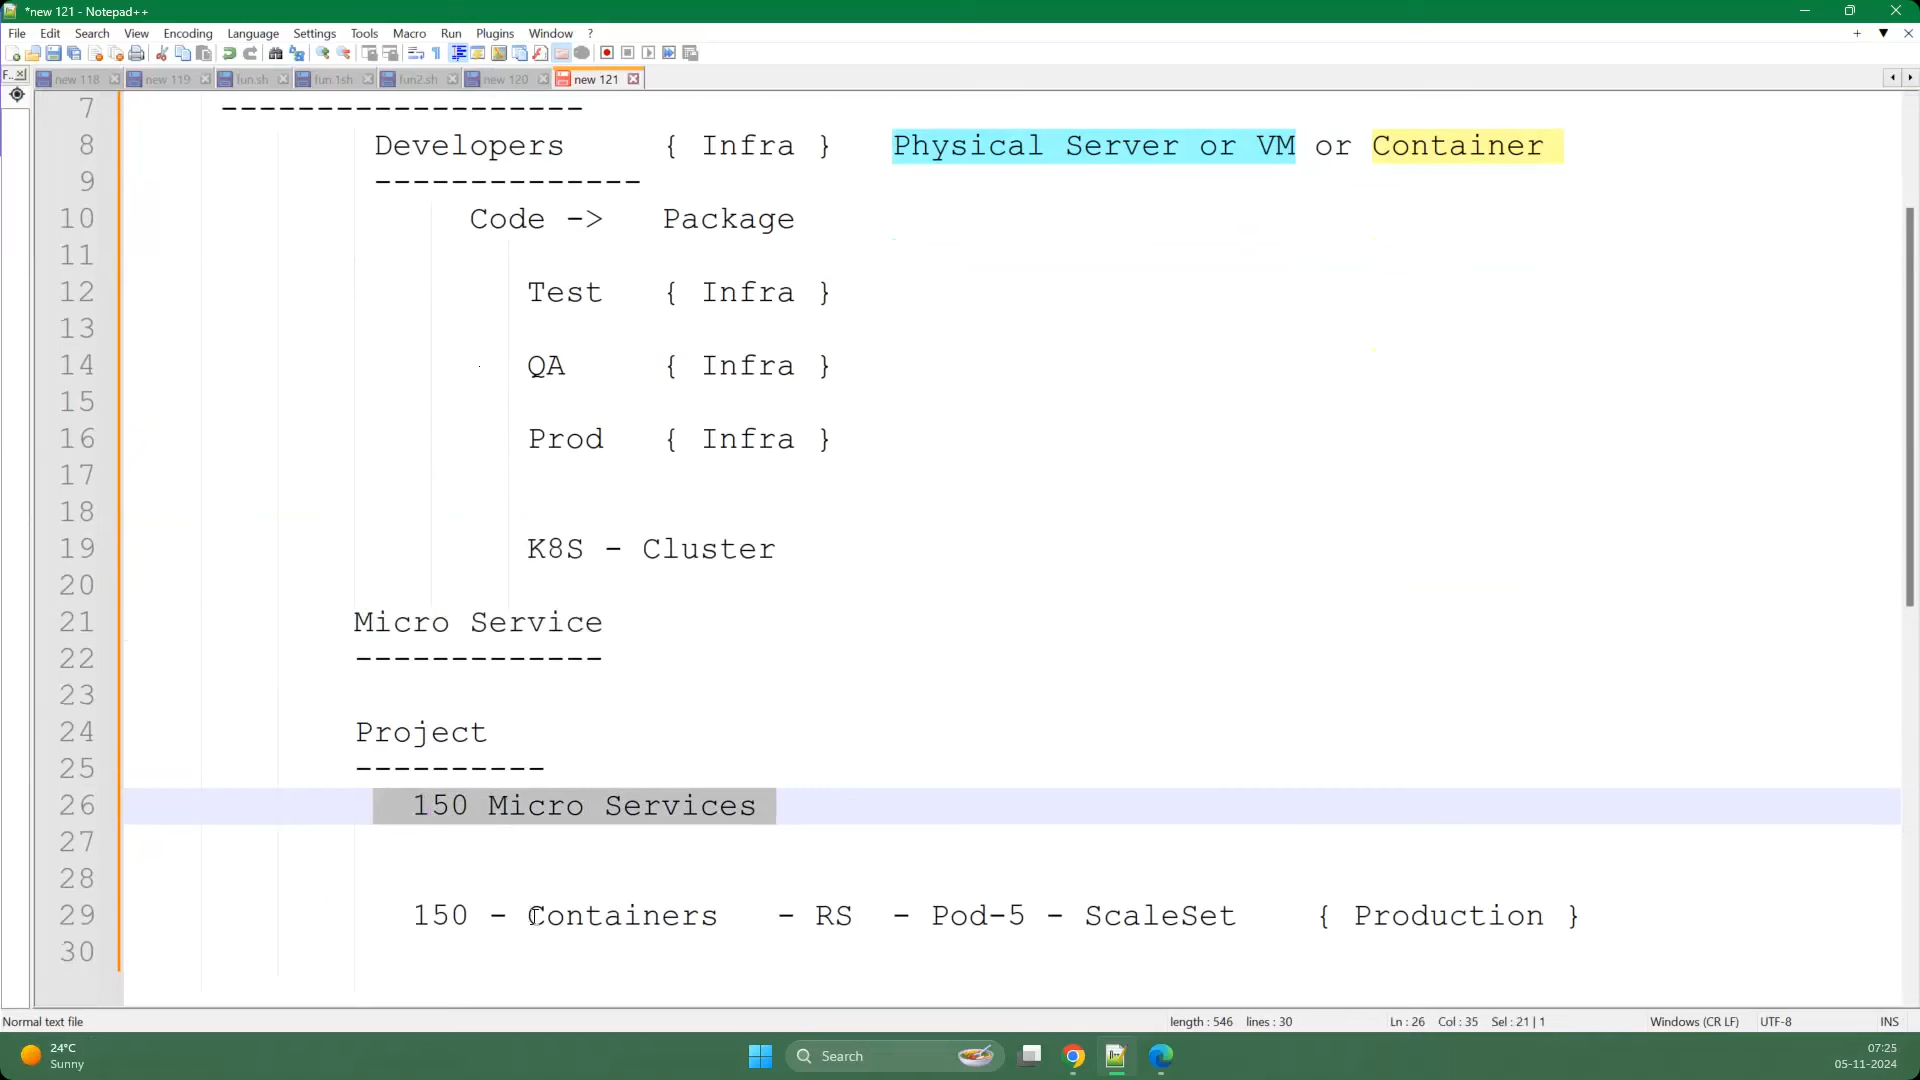 *new 121 - Notepad++
File Edit Search View Encoding Language Settings Tools Macro Run Plugins Window ?
F.. new 118 new 119 fun.sh fun.1sh fun2.sh new 120 new 121
7 -------------------
8 Developers { Infra } Physical Server or VM or Container
9 --------------
10 Code -> Package
11
12 Test { Infra }
13
14 QA { Infra }
15
16 Prod { Infra }
17
18
19 K8S - Cluster
20
21 Micro Service
22 -------------
23
24 Project
25 ----------
26 150 Micro Services
27
28
29 150 - Containers - RS - Pod-5 - ScaleSet { Production }
30
Normal text file length : 546 lines : 30 Ln : 26 Col : 35 Sel : 21 | 1 Windows (CR LF) UTF-8 INS
24°C
Sunny
Search
07:25
05-11-2024